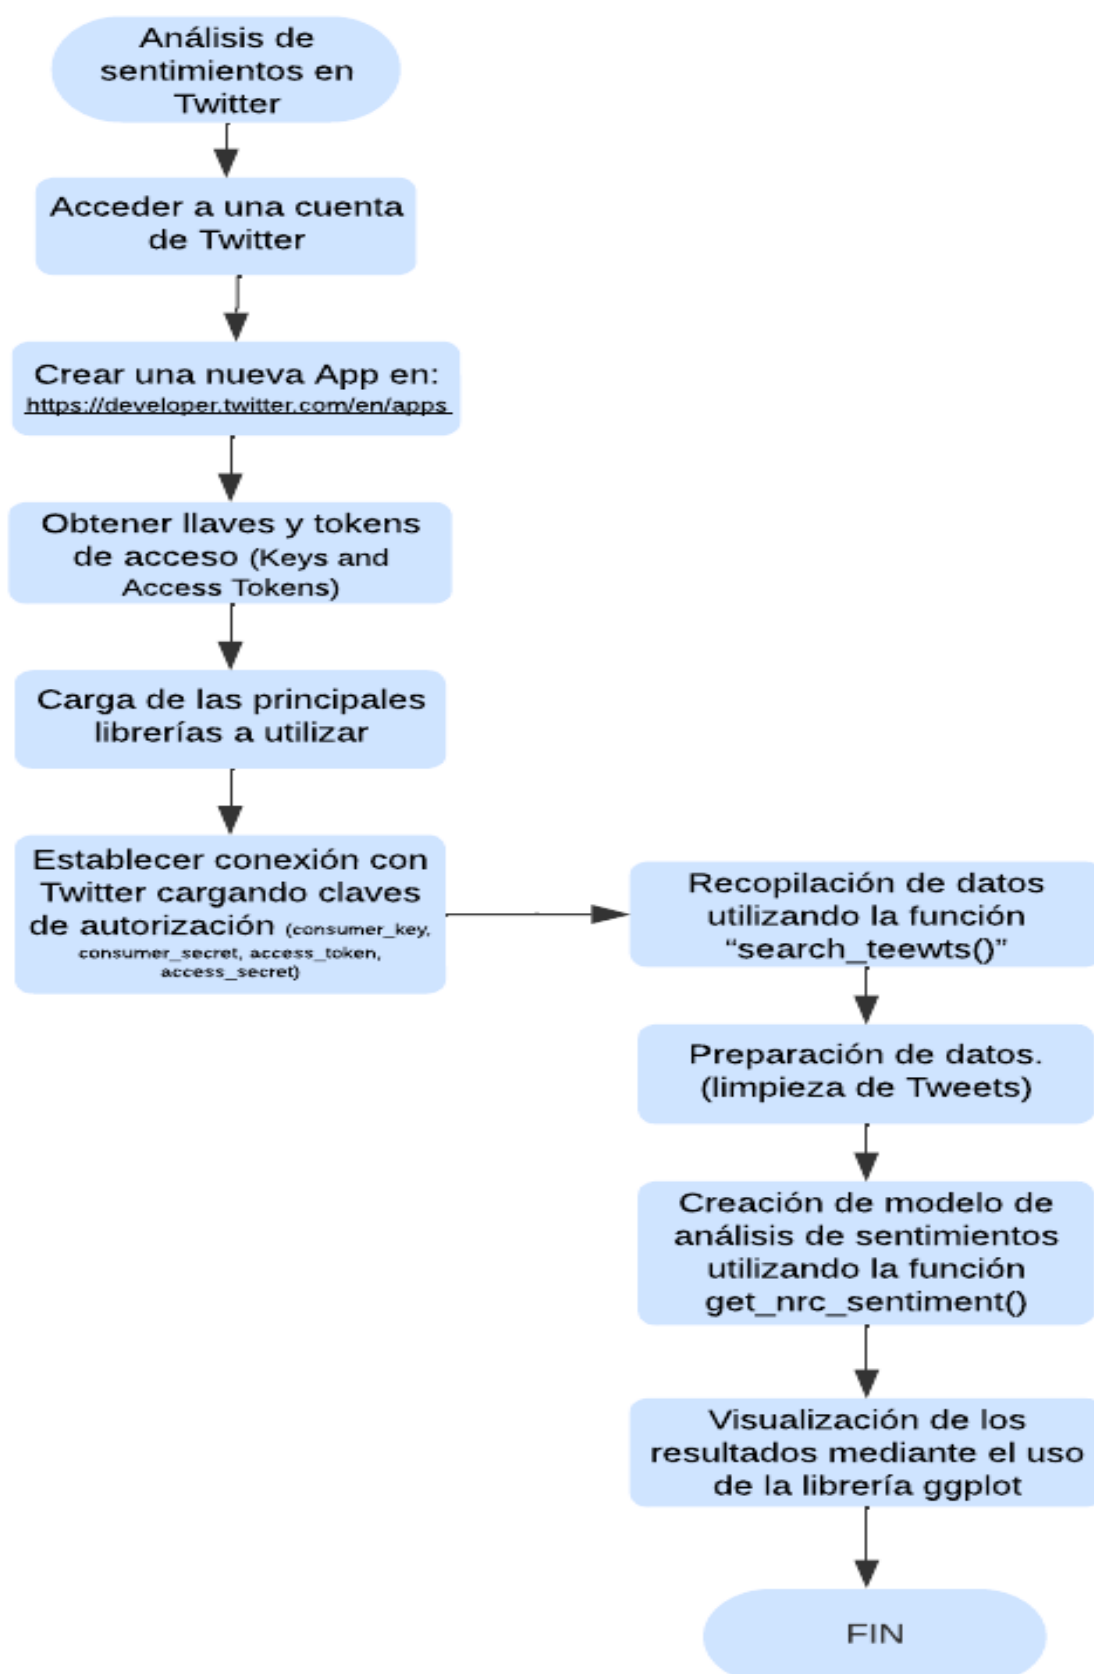 Análisis de
sentimientos en
Twitter
Acceder a una cuenta
de Twitter
Crear una nueva App en:
https://developer.twitter.com/en/apps
Obtener llaves y tokens
de acceso (Keys and
Access Tokens)
Carga de las principales
librerías a utilizar
Establecer conexión con
Twitter cargando claves
de autorización (consumer_key,
consumer_secret, access_token,
access_secret)
Recopilación de datos
utilizando la función
“search_teewts()”
Preparación de datos.
(limpieza de Tweets)
Creación de modelo de
análisis de sentimientos
utilizando la función
get_nrc_sentiment()
Visualización de los
resultados mediante el uso
de la librería ggplot
FIN